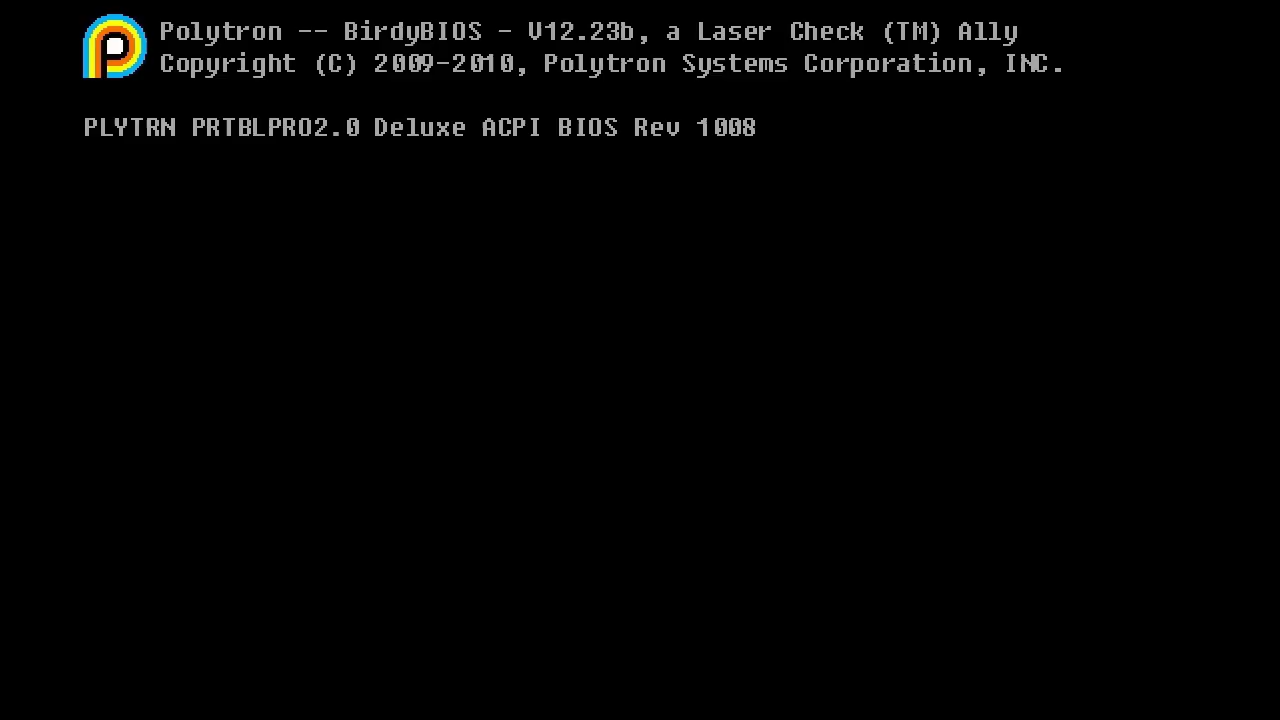 Polytron -- BirdyBIOS - V12.23b, a Laser Check (TM) Ally
Copyright (C) 2009-2010, Polytron Systems Corporation, INC.
PLYTRN PRTBLPRO2.0 Deluxe ACPI BIOS Rev 1008